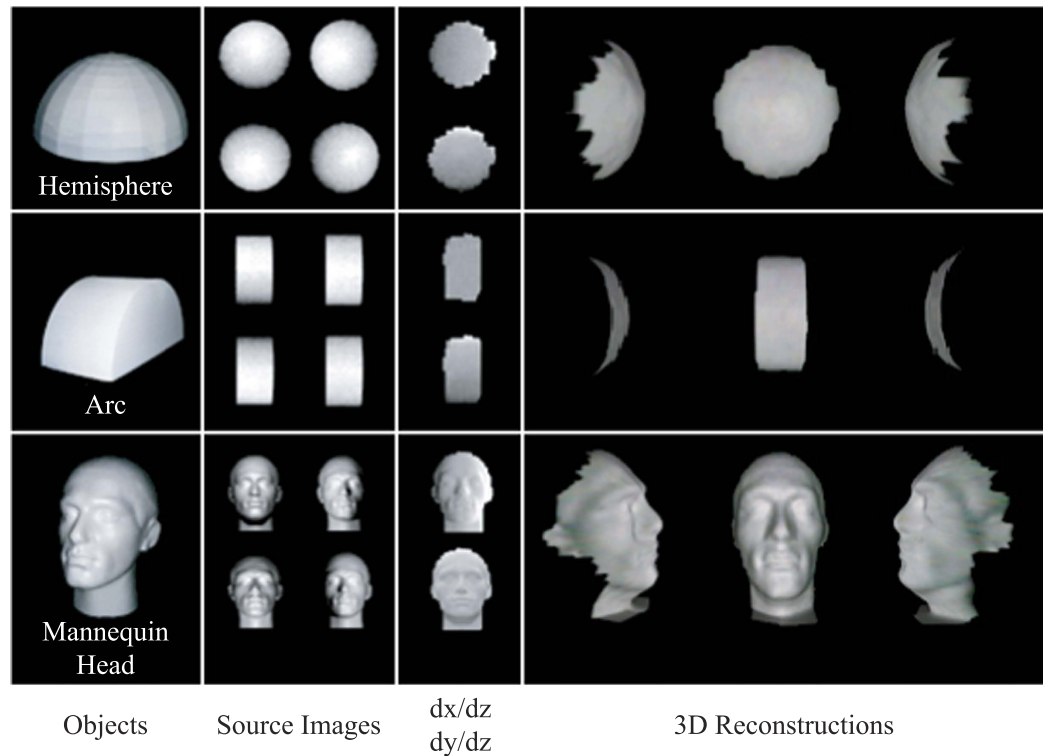 Hemisphere
Arc
Mannequin
Head
Objects
Source Images
dx/dz
dy/dz
3D Reconstructions